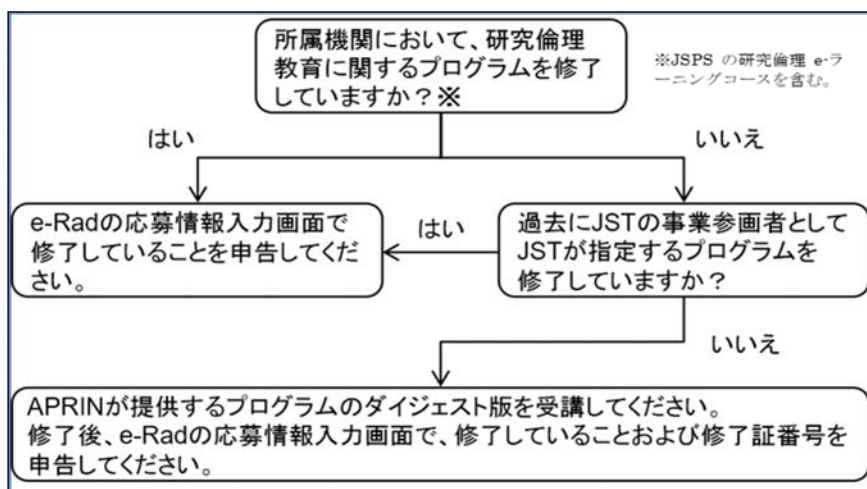 所属機関において、研究倫理
教育に関するプログラムを修了
していますか？※
※JSPS の研究倫理 e-ラ
ーニングコースを含む。
はい
いいえ
e-Radの応募情報入力画面で
修了していることを申告してくだ
さい。
はい
過去にJSTの事業参画者として
JSTが指定するプログラムを
修了していますか？
いいえ
APRINが提供するプログラムのダイジェスト版を受講してください。
修了後、e-Radの応募情報入力画面で、修了していることおよび修了証番号を
申告してください。